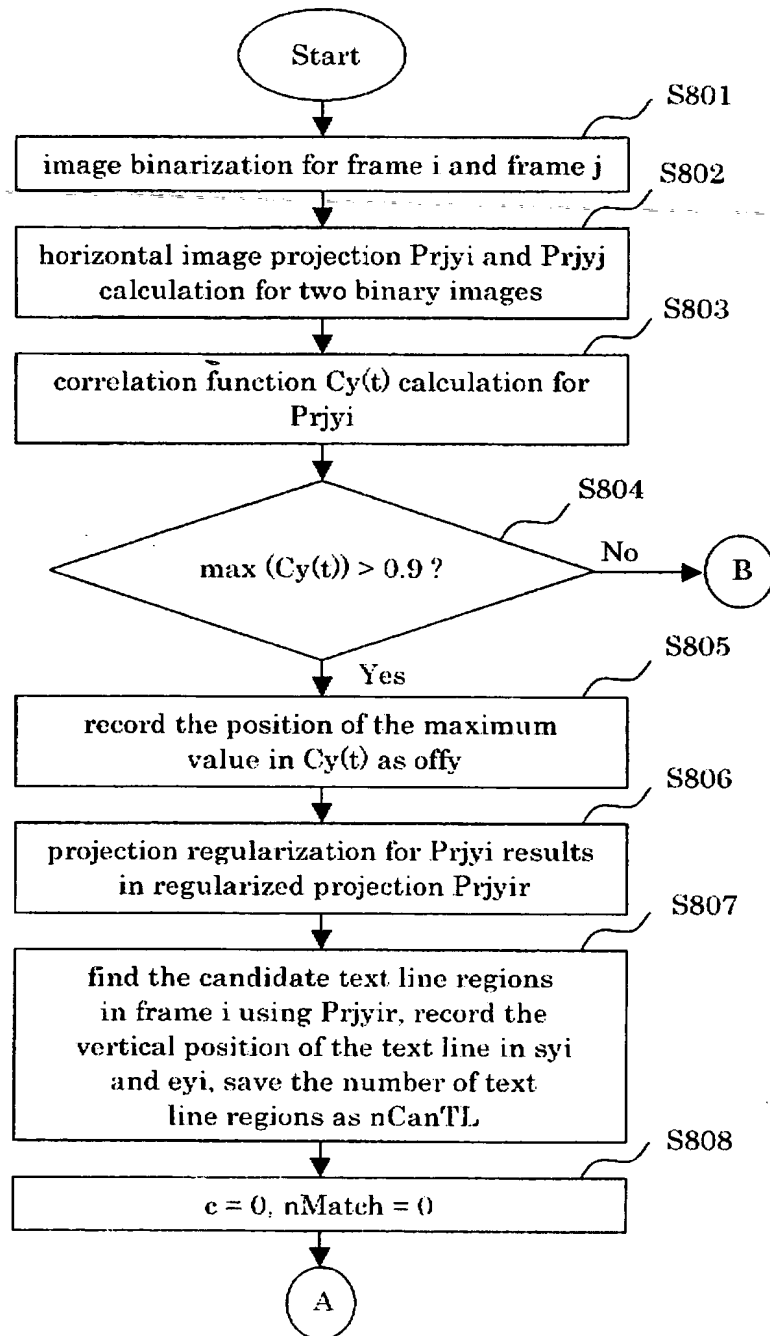 Start
S801
image binarization for frame i and frame j
S802
horizontal image projection Prjyi and Prjyj
calculation for two binary images
S803
correlation function Cy(t) calculation for
Prjyi
S804
max (Cy(t)) > 0.9 ?
No
B
Yes
S805
record the position of the maximum
value in Cy(t) as offy
S806
projection regularization for Prjyi results
in regularized projection Prjyir
S807
find the candidate text line regions
in frame i using Prjyir, record the
vertical position of the text line in syi
and eyi, save the number of text
line regions as nCanTL
S808
c = 0, nMatch = 0
A